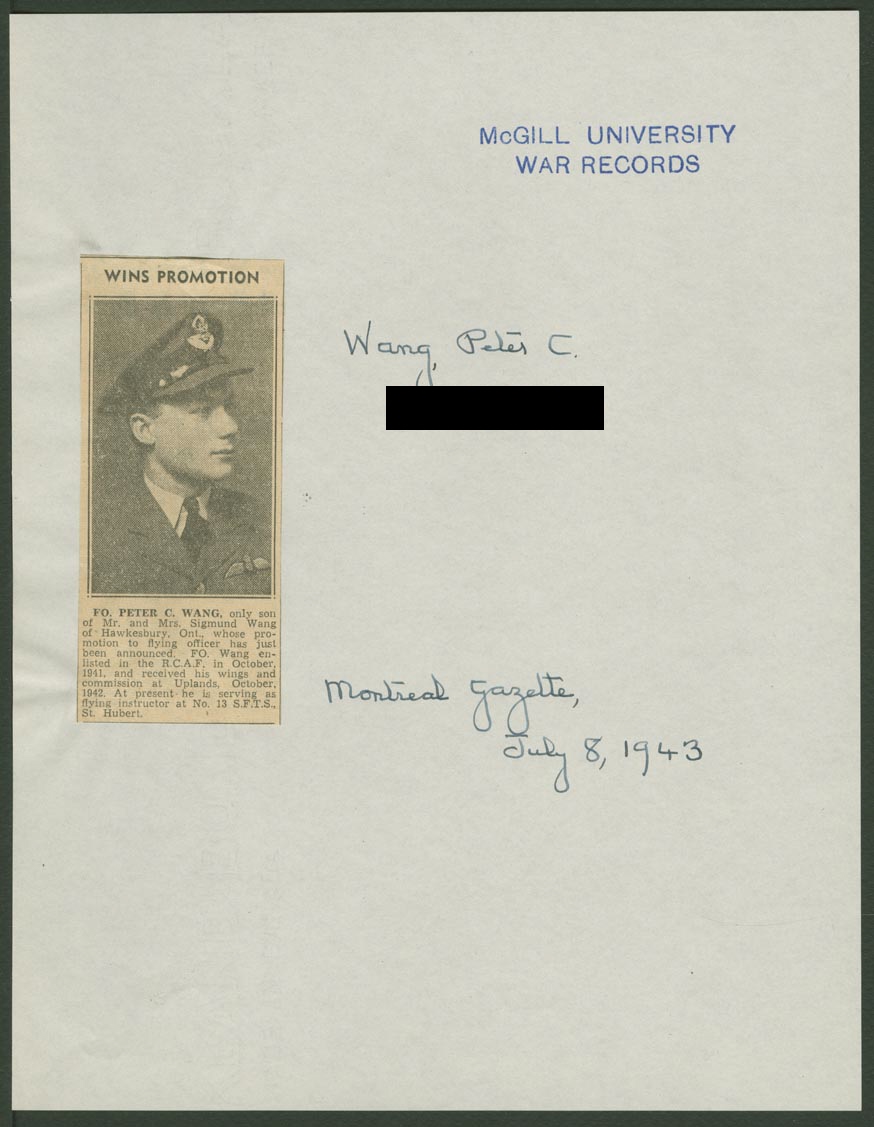 McGILL UNIVERSITY
WAR RECORDS
WINS PROMOTION
Wang, Peter C.
FO. PETER C. WANG, only son
of Mr. and Mrs. Sigmund Wang
of Hawkesbury, Ont., whose pro-
motion to flying officer has just
been announced. FO. Wang en-
listed in the R.C.A.F. in October,
1941, and received his wings and
commission at Uplands, October,
1942. At present he is serving as
flying instructor at No. 13 S.F.T.S.,
St. Hubert.
Montreal Gazette,
July 8, 1943